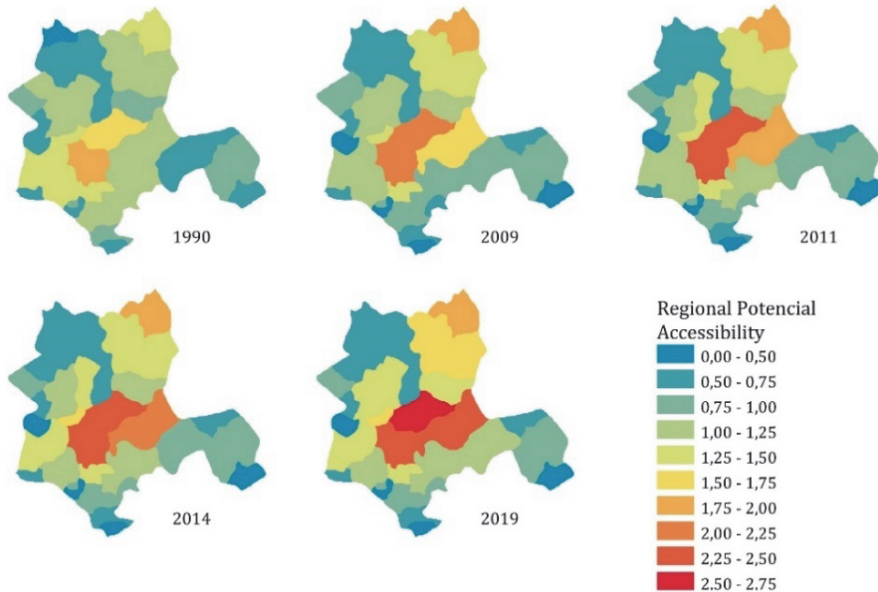 1990
2009
2011
2014
2019
Regional Potencial
Accessibility
0,00 - 0,50
0,50 - 0,75
0,75 - 1,00
1,00 - 1,25
1,25 - 1,50
1,50 - 1,75
1,75 - 2,00
2,00 - 2,25
2,25 - 2,50
2,50 - 2,75